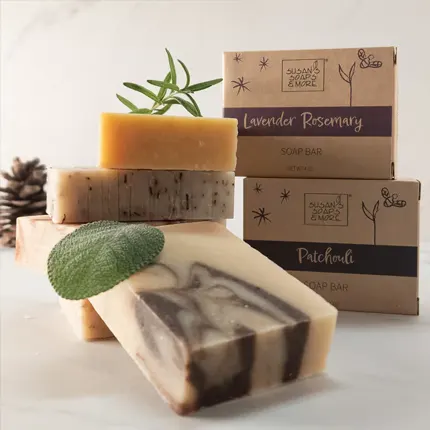 SUSAN'S
SOAPS
& MORE
Lavender Rosemary
SOAP BAR
SUSAN'S
SOAPS
& MORE
Patchouli
SOAP BAR